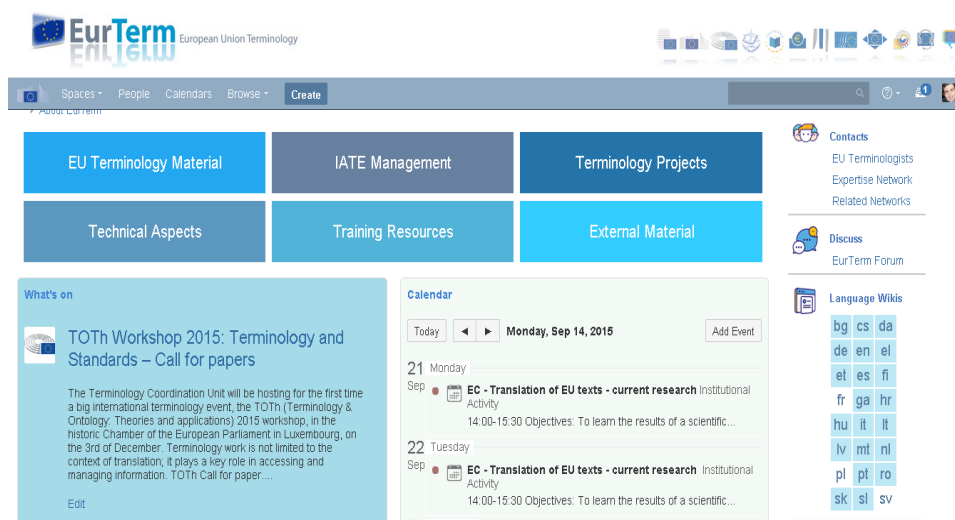 EurTerm European Union Terminology
Spaces People Calendars Browse Create
1
> About EurTerm
EU Terminology Material
IATE Management
Terminology Projects
Technical Aspects
Training Resources
External Material
What's on
TOTh Workshop 2015: Terminology and
Standards – Call for papers
The Terminology Coordination Unit will be hosting for the first time
a big international terminology event, the TOTh (Terminology &
Ontology: Theories and applications) 2015 workshop, in the
historic Chamber of the European Parliament in Luxembourg, on
the 3rd of December. Terminology work is not limited to the
context of translation; it plays a key role in accessing and
managing information. TOTh Call for paper....
Edit
Calendar
Today Monday, Sep 14, 2015 Add Event
21 Monday
Sep
EC - Translation of EU texts - current research Institutional
Activity
14:00-15:30 Objectives: To learn the results of a scientific...
22 Tuesday
Sep
EC - Translation of EU texts - current research Institutional
Activity
14:00-15:30 Objectives: To learn the results of a scientific...
Contacts
EU Terminologists
Expertise Network
Related Networks
Discuss
EurTerm Forum
Language Wikis
bg cs da
de en el
et es fi
fr ga hr
hu it lt
lv mt nl
pl pt ro
sk sl sv